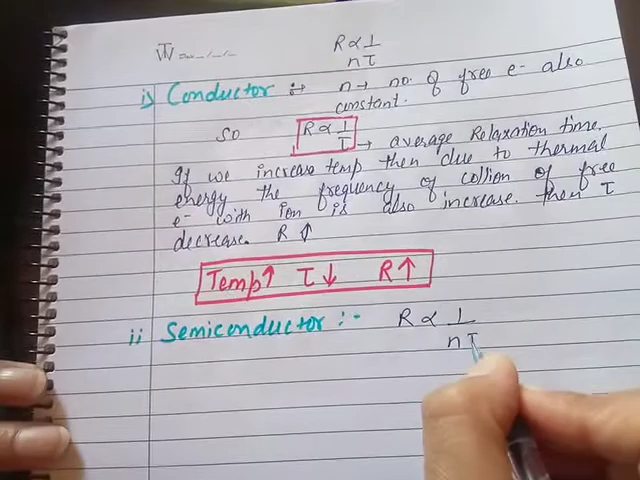 R ∝ 1
nτ
i) Conductor :- n → no. of free e- also
constant.
so R ∝ 1
τ → average Relaxation time.
If we increase temp then due to thermal
energy the frequency of collion of free
e- with ion is also increase. then τ
decrease. R ↑
Temp↑ τ↓ R↑
ii Semiconductor :- R ∝ 1
nτ